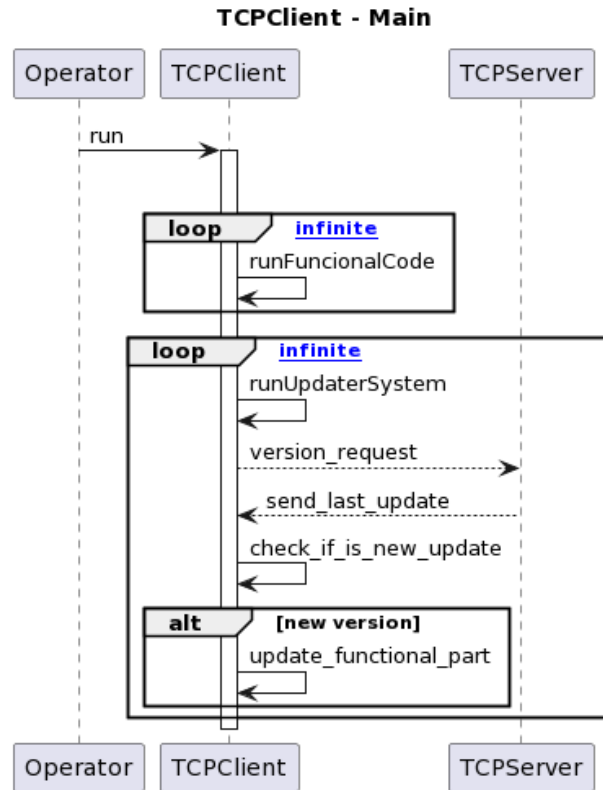 TCPClient - Main
Operator TCPClient TCPServer
run
loop infinite
runFuncionalCode
loop infinite
runUpdaterSystem
version_request
send_last_update
check_if_is_new_update
alt [new version]
update_functional_part
Operator TCPClient TCPServer